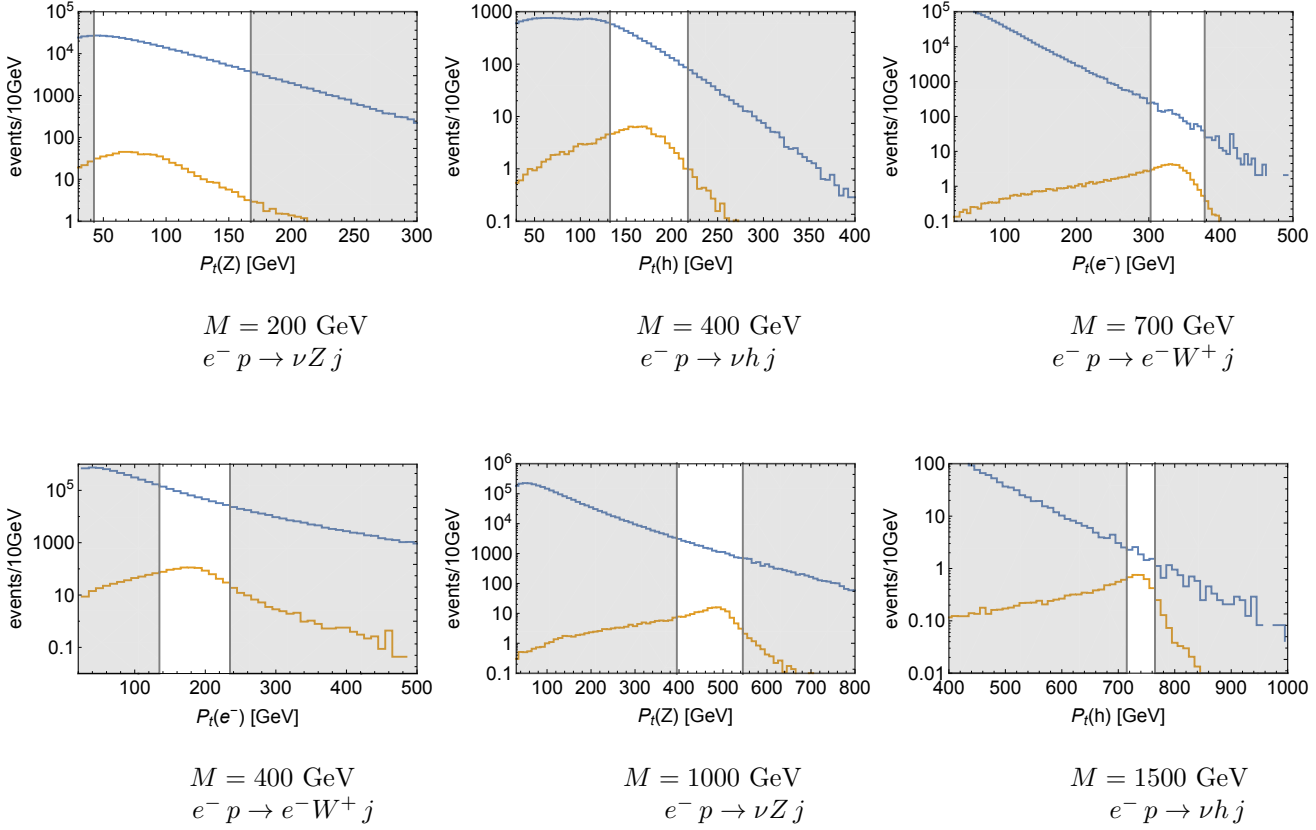 events/10GeV
10^5
10^4
1000
100
10
1
50 100 150 200 250 300
P_t(Z) [GeV]
M = 200 GeV
e^- p → νZ j
events/10GeV
1000
100
10
1
0.1
50 100 150 200 250 300 350 400
P_t(h) [GeV]
M = 400 GeV
e^- p → νh j
events/10GeV
10^5
10^4
1000
100
10
1
0.1
100 200 300 400 500
P_t(e^-) [GeV]
M = 700 GeV
e^- p → e^-W^+ j
events/10GeV
10^5
1000
10
0.1
100 200 300 400 500
P_t(e^-) [GeV]
M = 400 GeV
e^- p → e^-W^+ j
events/10GeV
10^6
10^5
10^4
1000
100
10
1
0.1
100 200 300 400 500 600 700 800
P_t(Z) [GeV]
M = 1000 GeV
e^- p → νZ j
events/10GeV
100
10
1
0.10
0.01
400 500 600 700 800 900 1000
P_t(h) [GeV]
M = 1500 GeV
e^- p → νh j